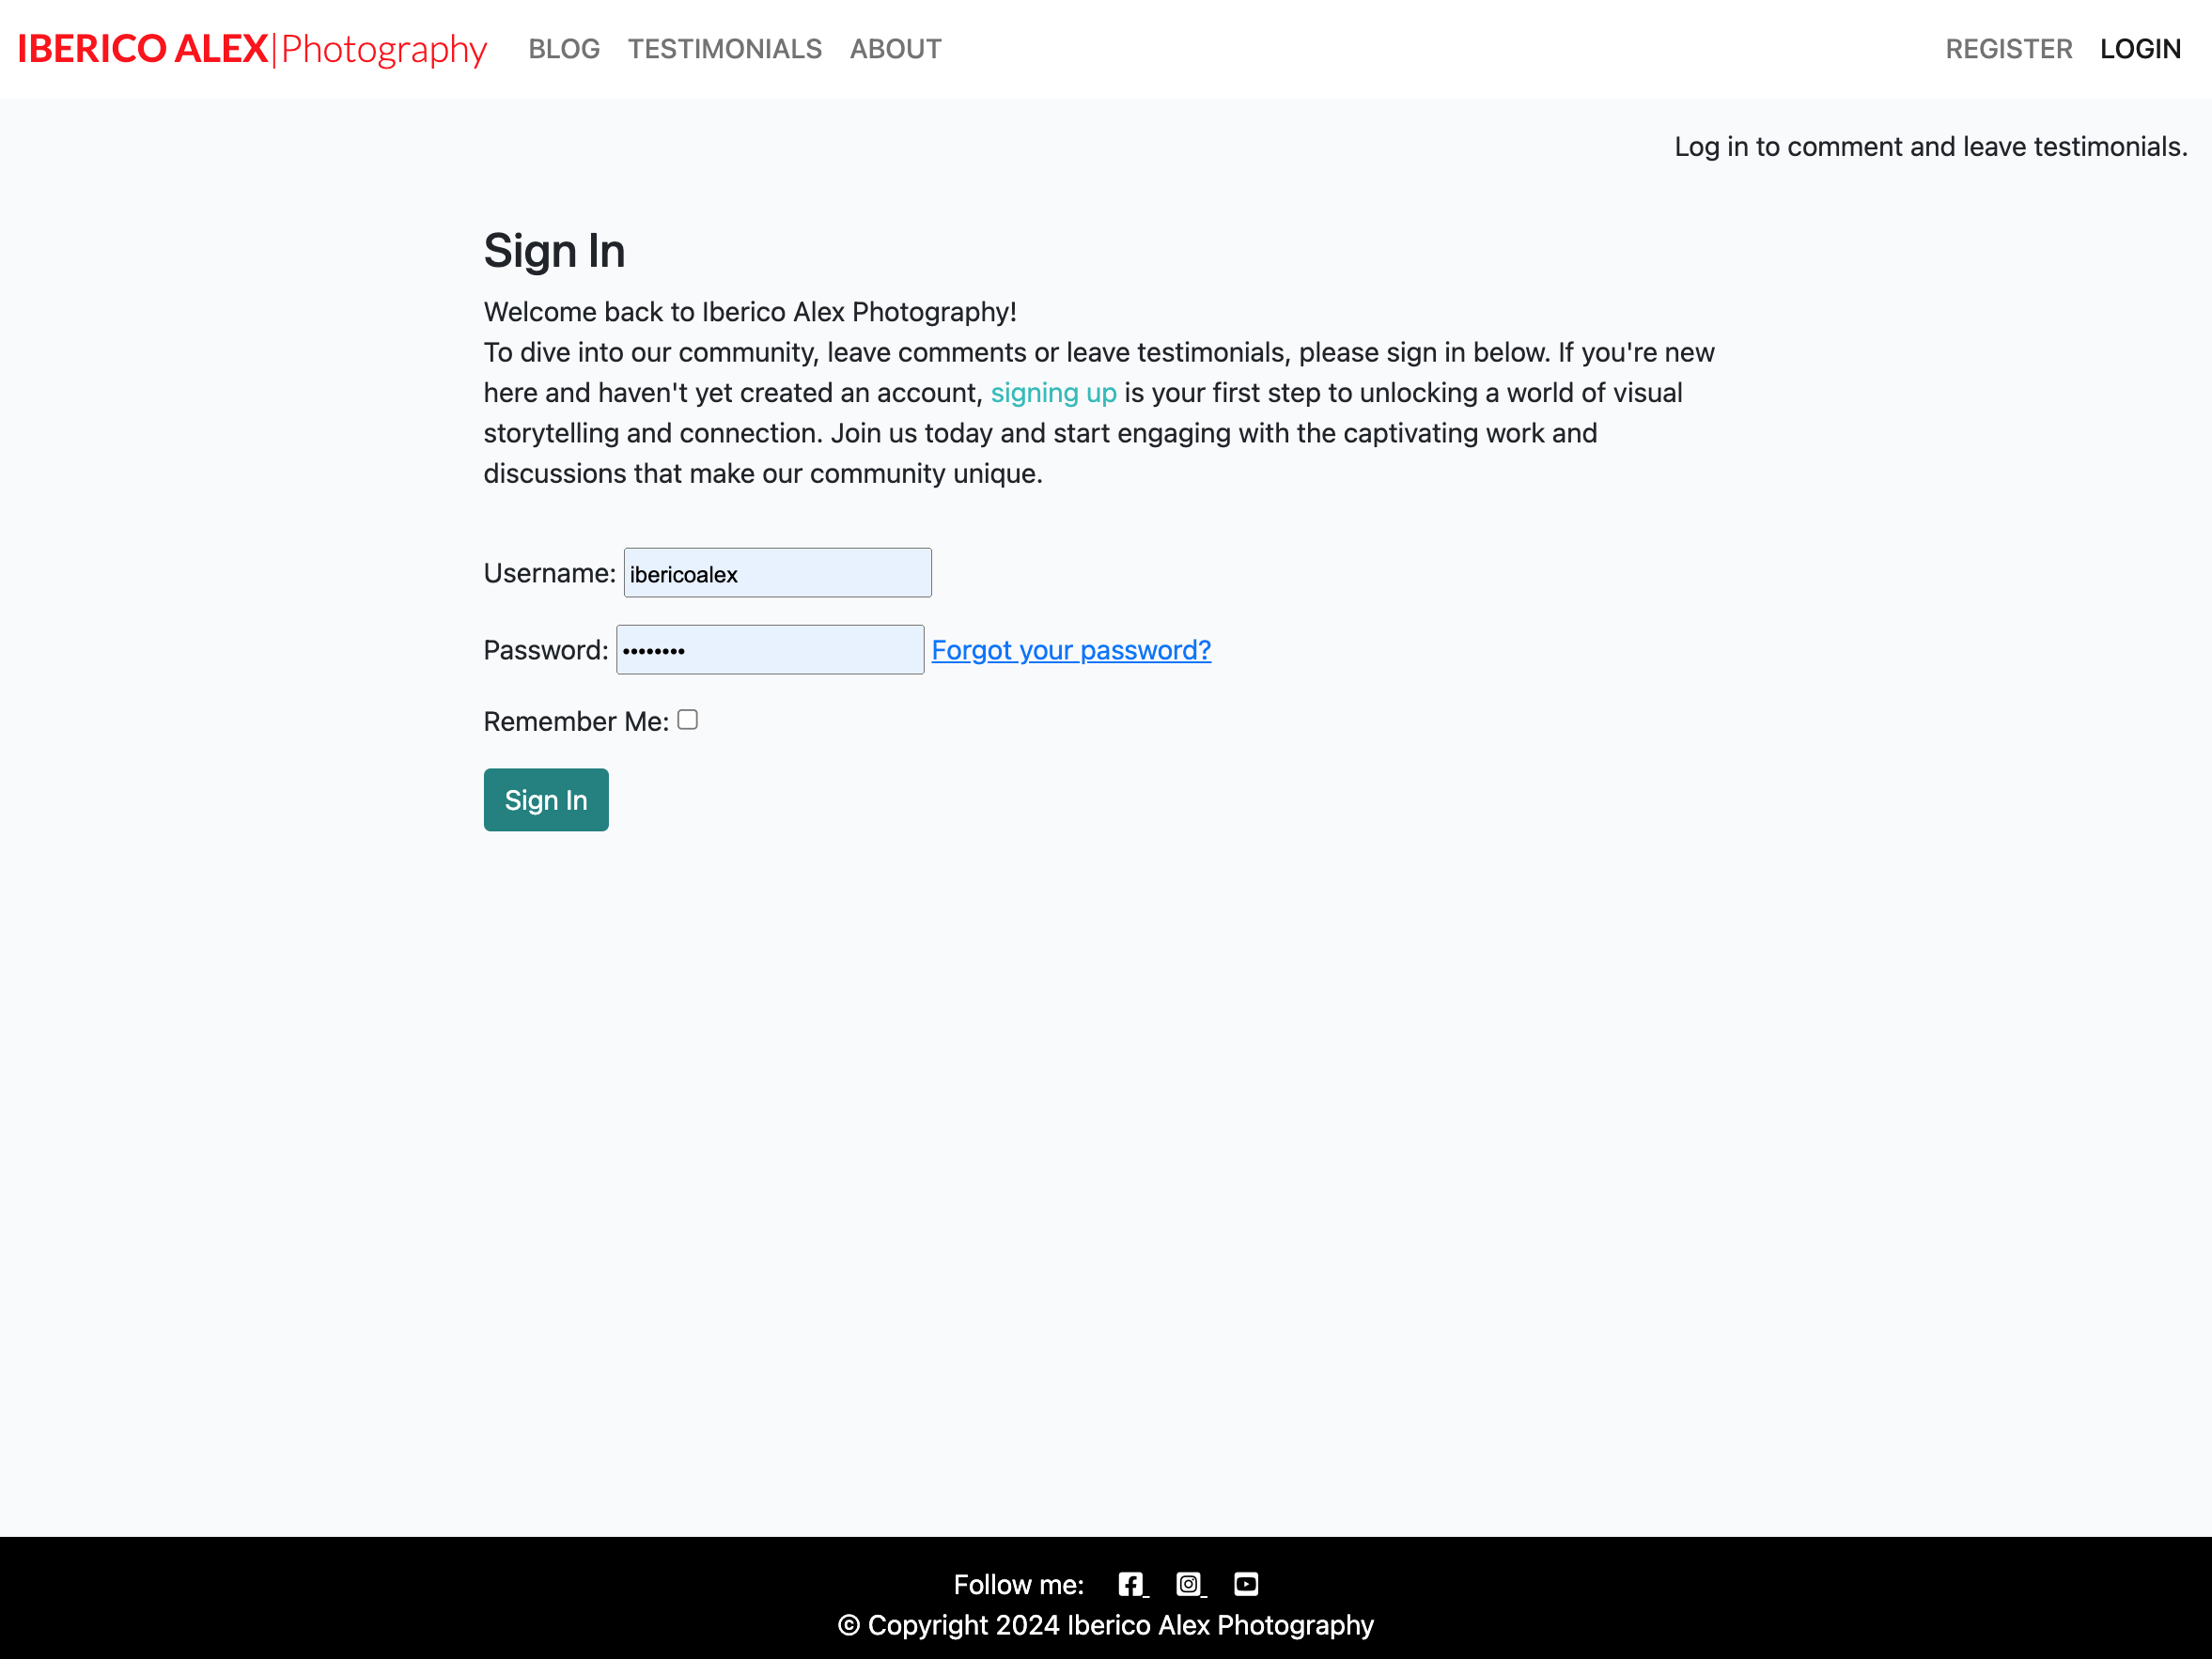 IBERICO ALEX|Photography BLOG TESTIMONIALS ABOUT REGISTER LOGIN
Log in to comment and leave testimonials.
Sign In
Welcome back to Iberico Alex Photography!
To dive into our community, leave comments or leave testimonials, please sign in below. If you're new
here and haven't yet created an account, signing up is your first step to unlocking a world of visual
storytelling and connection. Join us today and start engaging with the captivating work and
discussions that make our community unique.
Username: ibericoalex
Password: •••••••• Forgot your password?
Remember Me:
Sign In
Follow me:
© Copyright 2024 Iberico Alex Photography